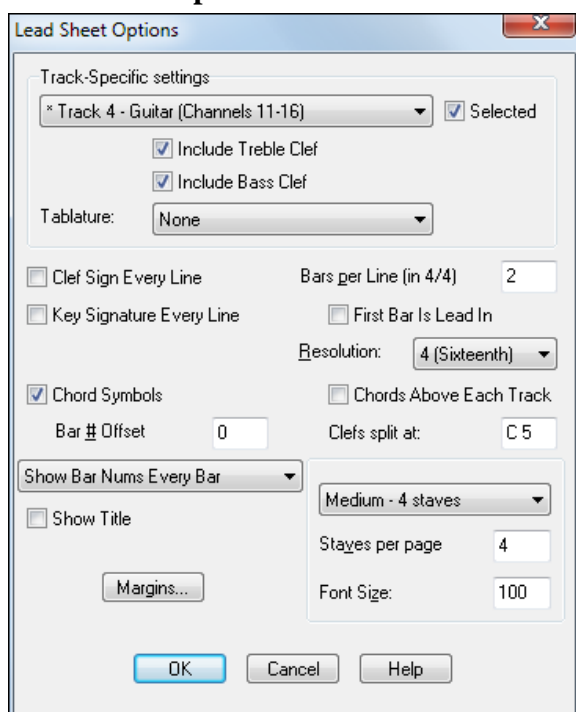 Lead Sheet Options
Track-Specific settings
* Track 4 - Guitar (Channels 11-16)
Selected
Include Treble Clef
Include Bass Clef
Tablature:
None
Clef Sign Every Line
Bars per Line (in 4/4)
2
Key Signature Every Line
First Bar Is Lead In
Resolution:
4 (Sixteenth)
Chord Symbols
Chords Above Each Track
Bar # Offset
0
Clefs split at:
C 5
Show Bar Nums Every Bar
Medium - 4 staves
Show Title
Staves per page
4
Margins...
Font Size:
100
OK
Cancel
Help